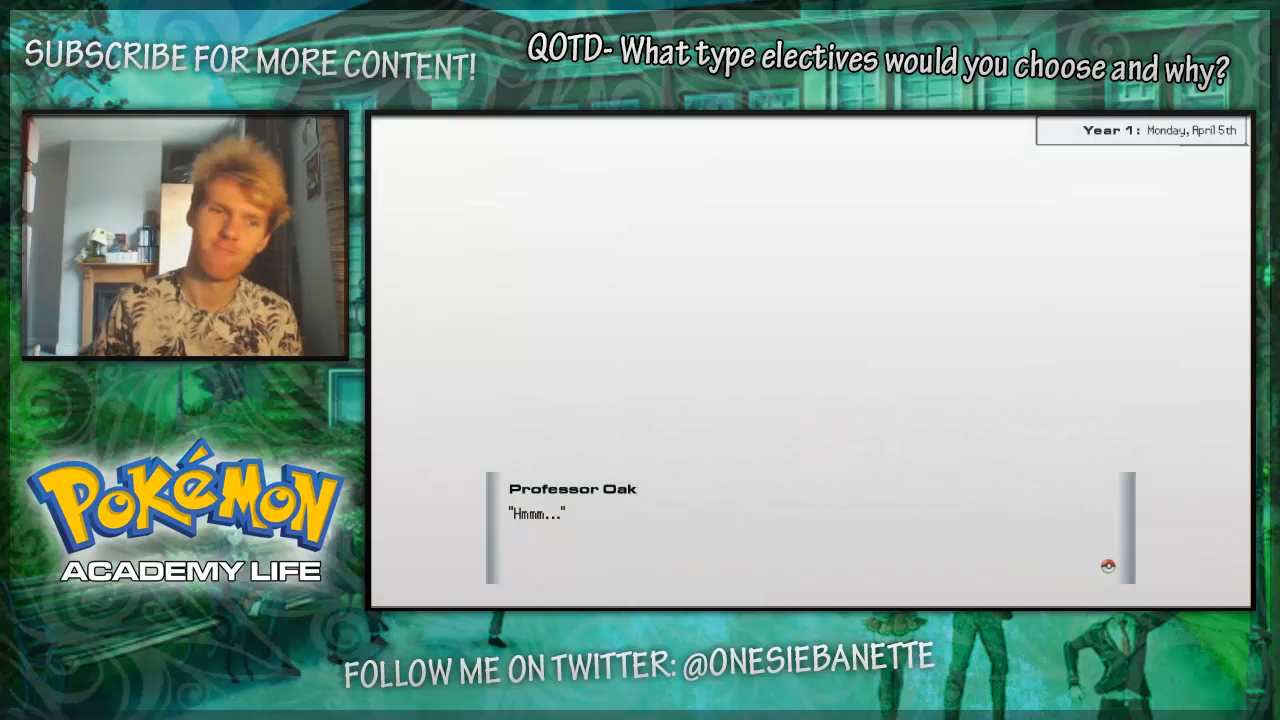 SUBSCRIBE FOR MORE CONTENT!
QOTD- What type electives would you choose and why?
Year 1: Monday, April 5th
Professor Oak
"Hmmm..."
POKéMON
ACADEMY LIFE
FOLLOW ME ON TWITTER: @ONESIEBANETTE